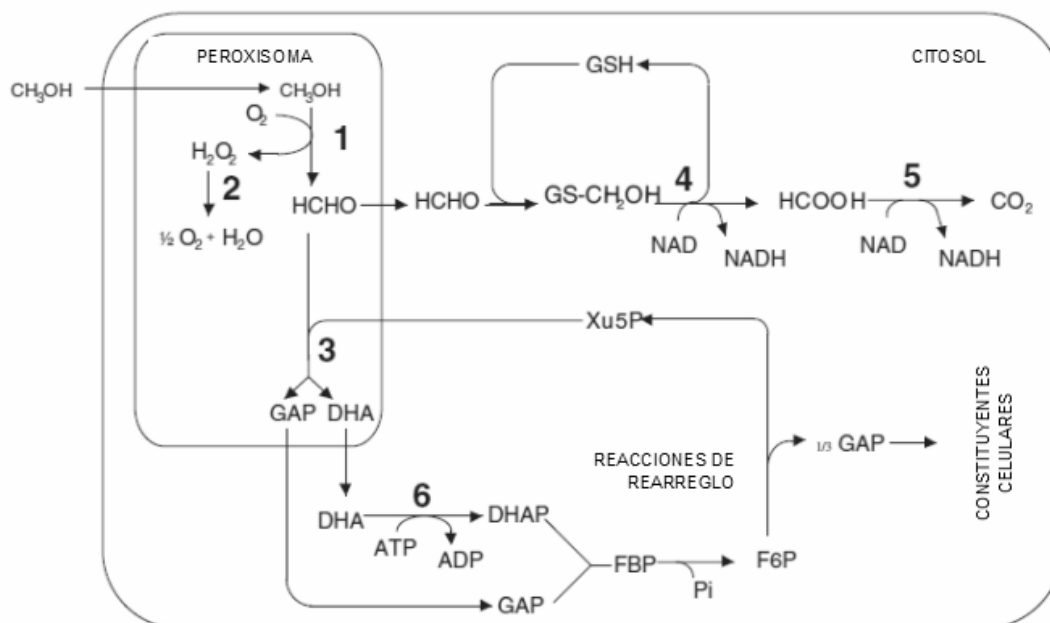 PEROXISOMA
CITOSOL
GSH
CH₃OH
CH₃OH
O₂
1
H₂O₂
2
HCHO
HCHO
GS-CH₂OH
4
HCOOH
5
CO₂
½ O₂ + H₂O
NAD
NADH
NAD
NADH
Xu5P
3
GAP DHA
REACCIONES DE
REARREGLO
1/3 GAP
CONSTITUYENTES
CELULARES
DHA
6
DHAP
ATP
ADP
FBP
Pi
F6P
GAP